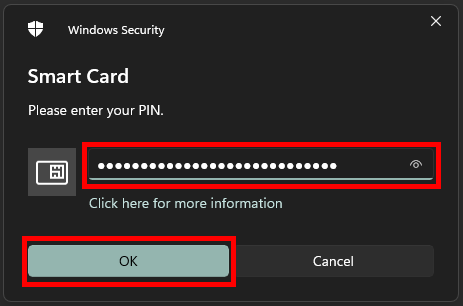 Windows Security
Smart Card
Please enter your PIN.
••••••••••••••••••••••••••••
Click here for more information
OK
Cancel